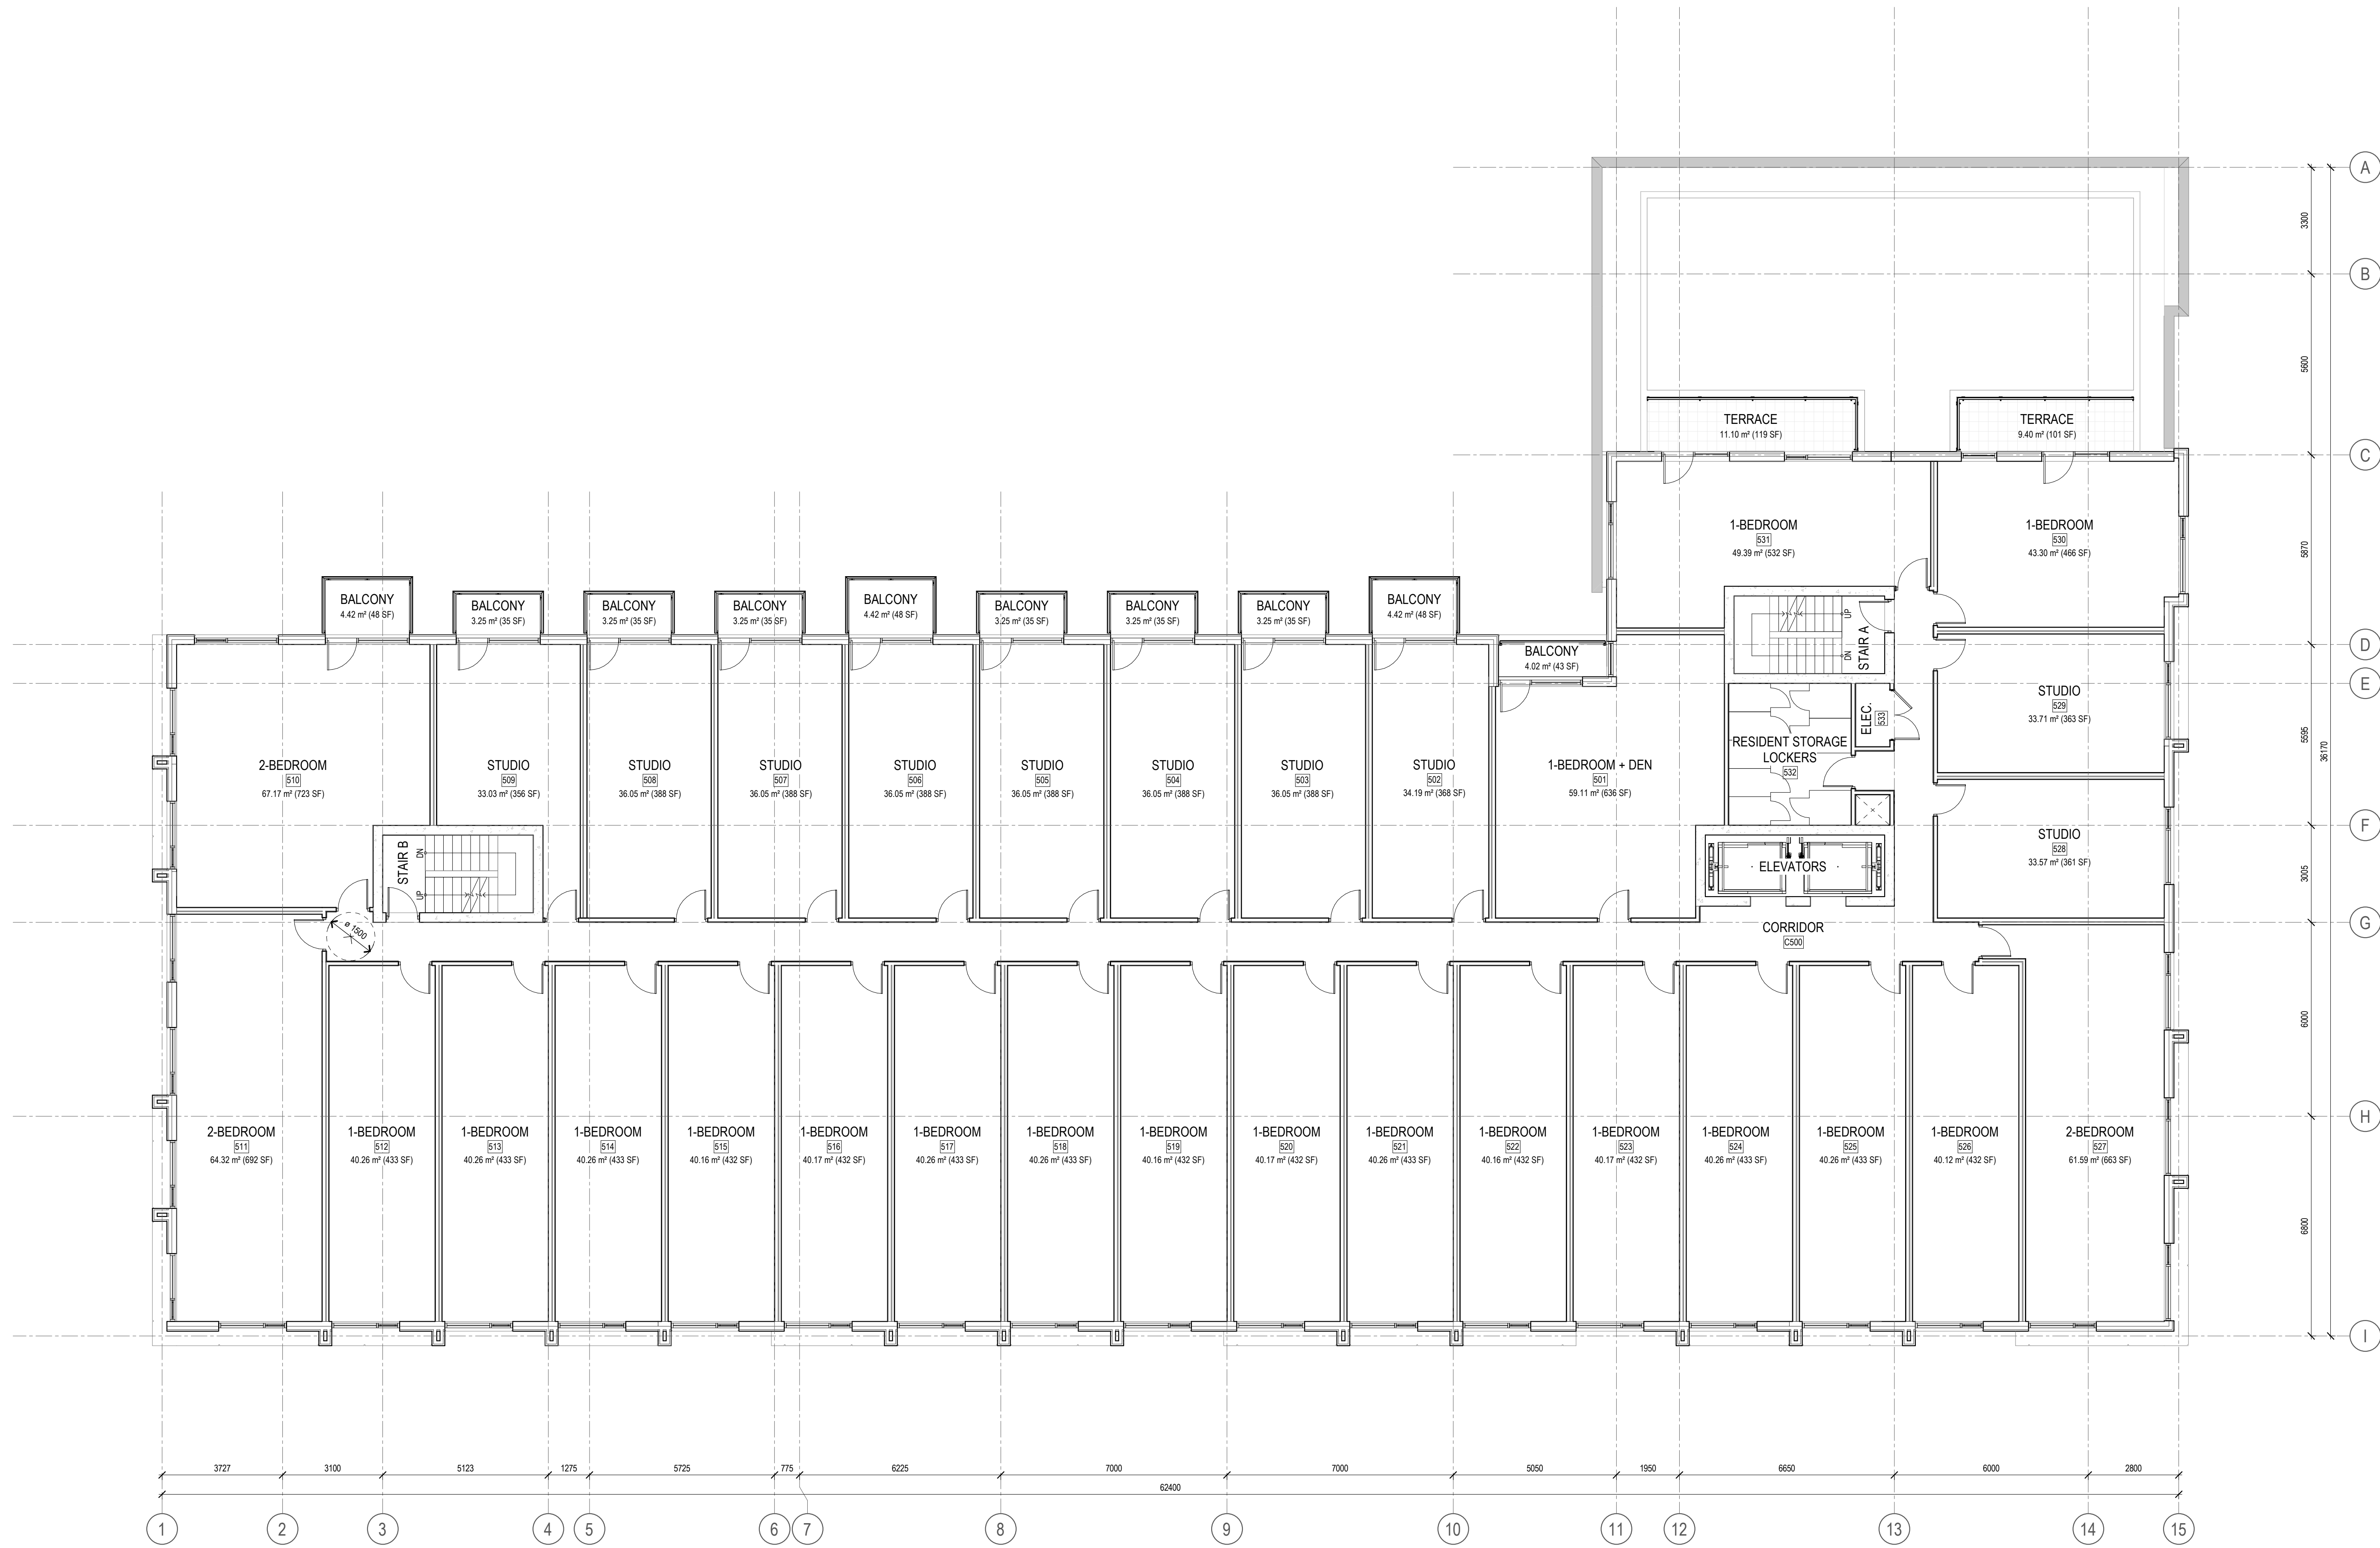 A
3300
B
5600
TERRACE
11.10 m² (119 SF)
TERRACE
9.40 m² (101 SF)
C
1-BEDROOM
531
49.39 m² (532 SF)
1-BEDROOM
530
43.30 m² (466 SF)
5870
BALCONY
4.42 m² (48 SF)
BALCONY
3.25 m² (35 SF)
BALCONY
3.25 m² (35 SF)
BALCONY
3.25 m² (35 SF)
BALCONY
4.42 m² (48 SF)
BALCONY
3.25 m² (35 SF)
BALCONY
3.25 m² (35 SF)
BALCONY
3.25 m² (35 SF)
BALCONY
4.42 m² (48 SF)
BALCONY
4.02 m² (43 SF)
UP
DN
STAIR A
D
E
STUDIO
529
33.71 m² (363 SF)
ELEC.
533
RESIDENT STORAGE
LOCKERS
532
5595
36170
2-BEDROOM
510
67.17 m² (723 SF)
STUDIO
509
33.03 m² (356 SF)
STUDIO
508
36.05 m² (388 SF)
STUDIO
507
36.05 m² (388 SF)
STUDIO
506
36.05 m² (388 SF)
STUDIO
505
36.05 m² (388 SF)
STUDIO
504
36.05 m² (388 SF)
STUDIO
503
36.05 m² (388 SF)
STUDIO
502
34.19 m² (368 SF)
1-BEDROOM + DEN
501
59.11 m² (636 SF)
F
STUDIO
528
33.57 m² (361 SF)
STAIR B
DN
UP
ELEVATORS
3005
ø 1500
CORRIDOR
C500
G
6000
H
2-BEDROOM
511
64.32 m² (692 SF)
1-BEDROOM
512
40.26 m² (433 SF)
1-BEDROOM
513
40.26 m² (433 SF)
1-BEDROOM
514
40.26 m² (433 SF)
1-BEDROOM
515
40.16 m² (432 SF)
1-BEDROOM
516
40.17 m² (432 SF)
1-BEDROOM
517
40.26 m² (433 SF)
1-BEDROOM
518
40.26 m² (433 SF)
1-BEDROOM
519
40.16 m² (432 SF)
1-BEDROOM
520
40.17 m² (432 SF)
1-BEDROOM
521
40.26 m² (433 SF)
1-BEDROOM
522
40.16 m² (432 SF)
1-BEDROOM
523
40.17 m² (432 SF)
1-BEDROOM
524
40.26 m² (433 SF)
1-BEDROOM
525
40.26 m² (433 SF)
1-BEDROOM
526
40.12 m² (432 SF)
2-BEDROOM
527
61.59 m² (663 SF)
6800
I
3727 3100 5123 1275 5725 775 6225 7000 7000 5050 1950 6650 6000 2800
62400
1 2 3 4 5 6 7 8 9 10 11 12 13 14 15